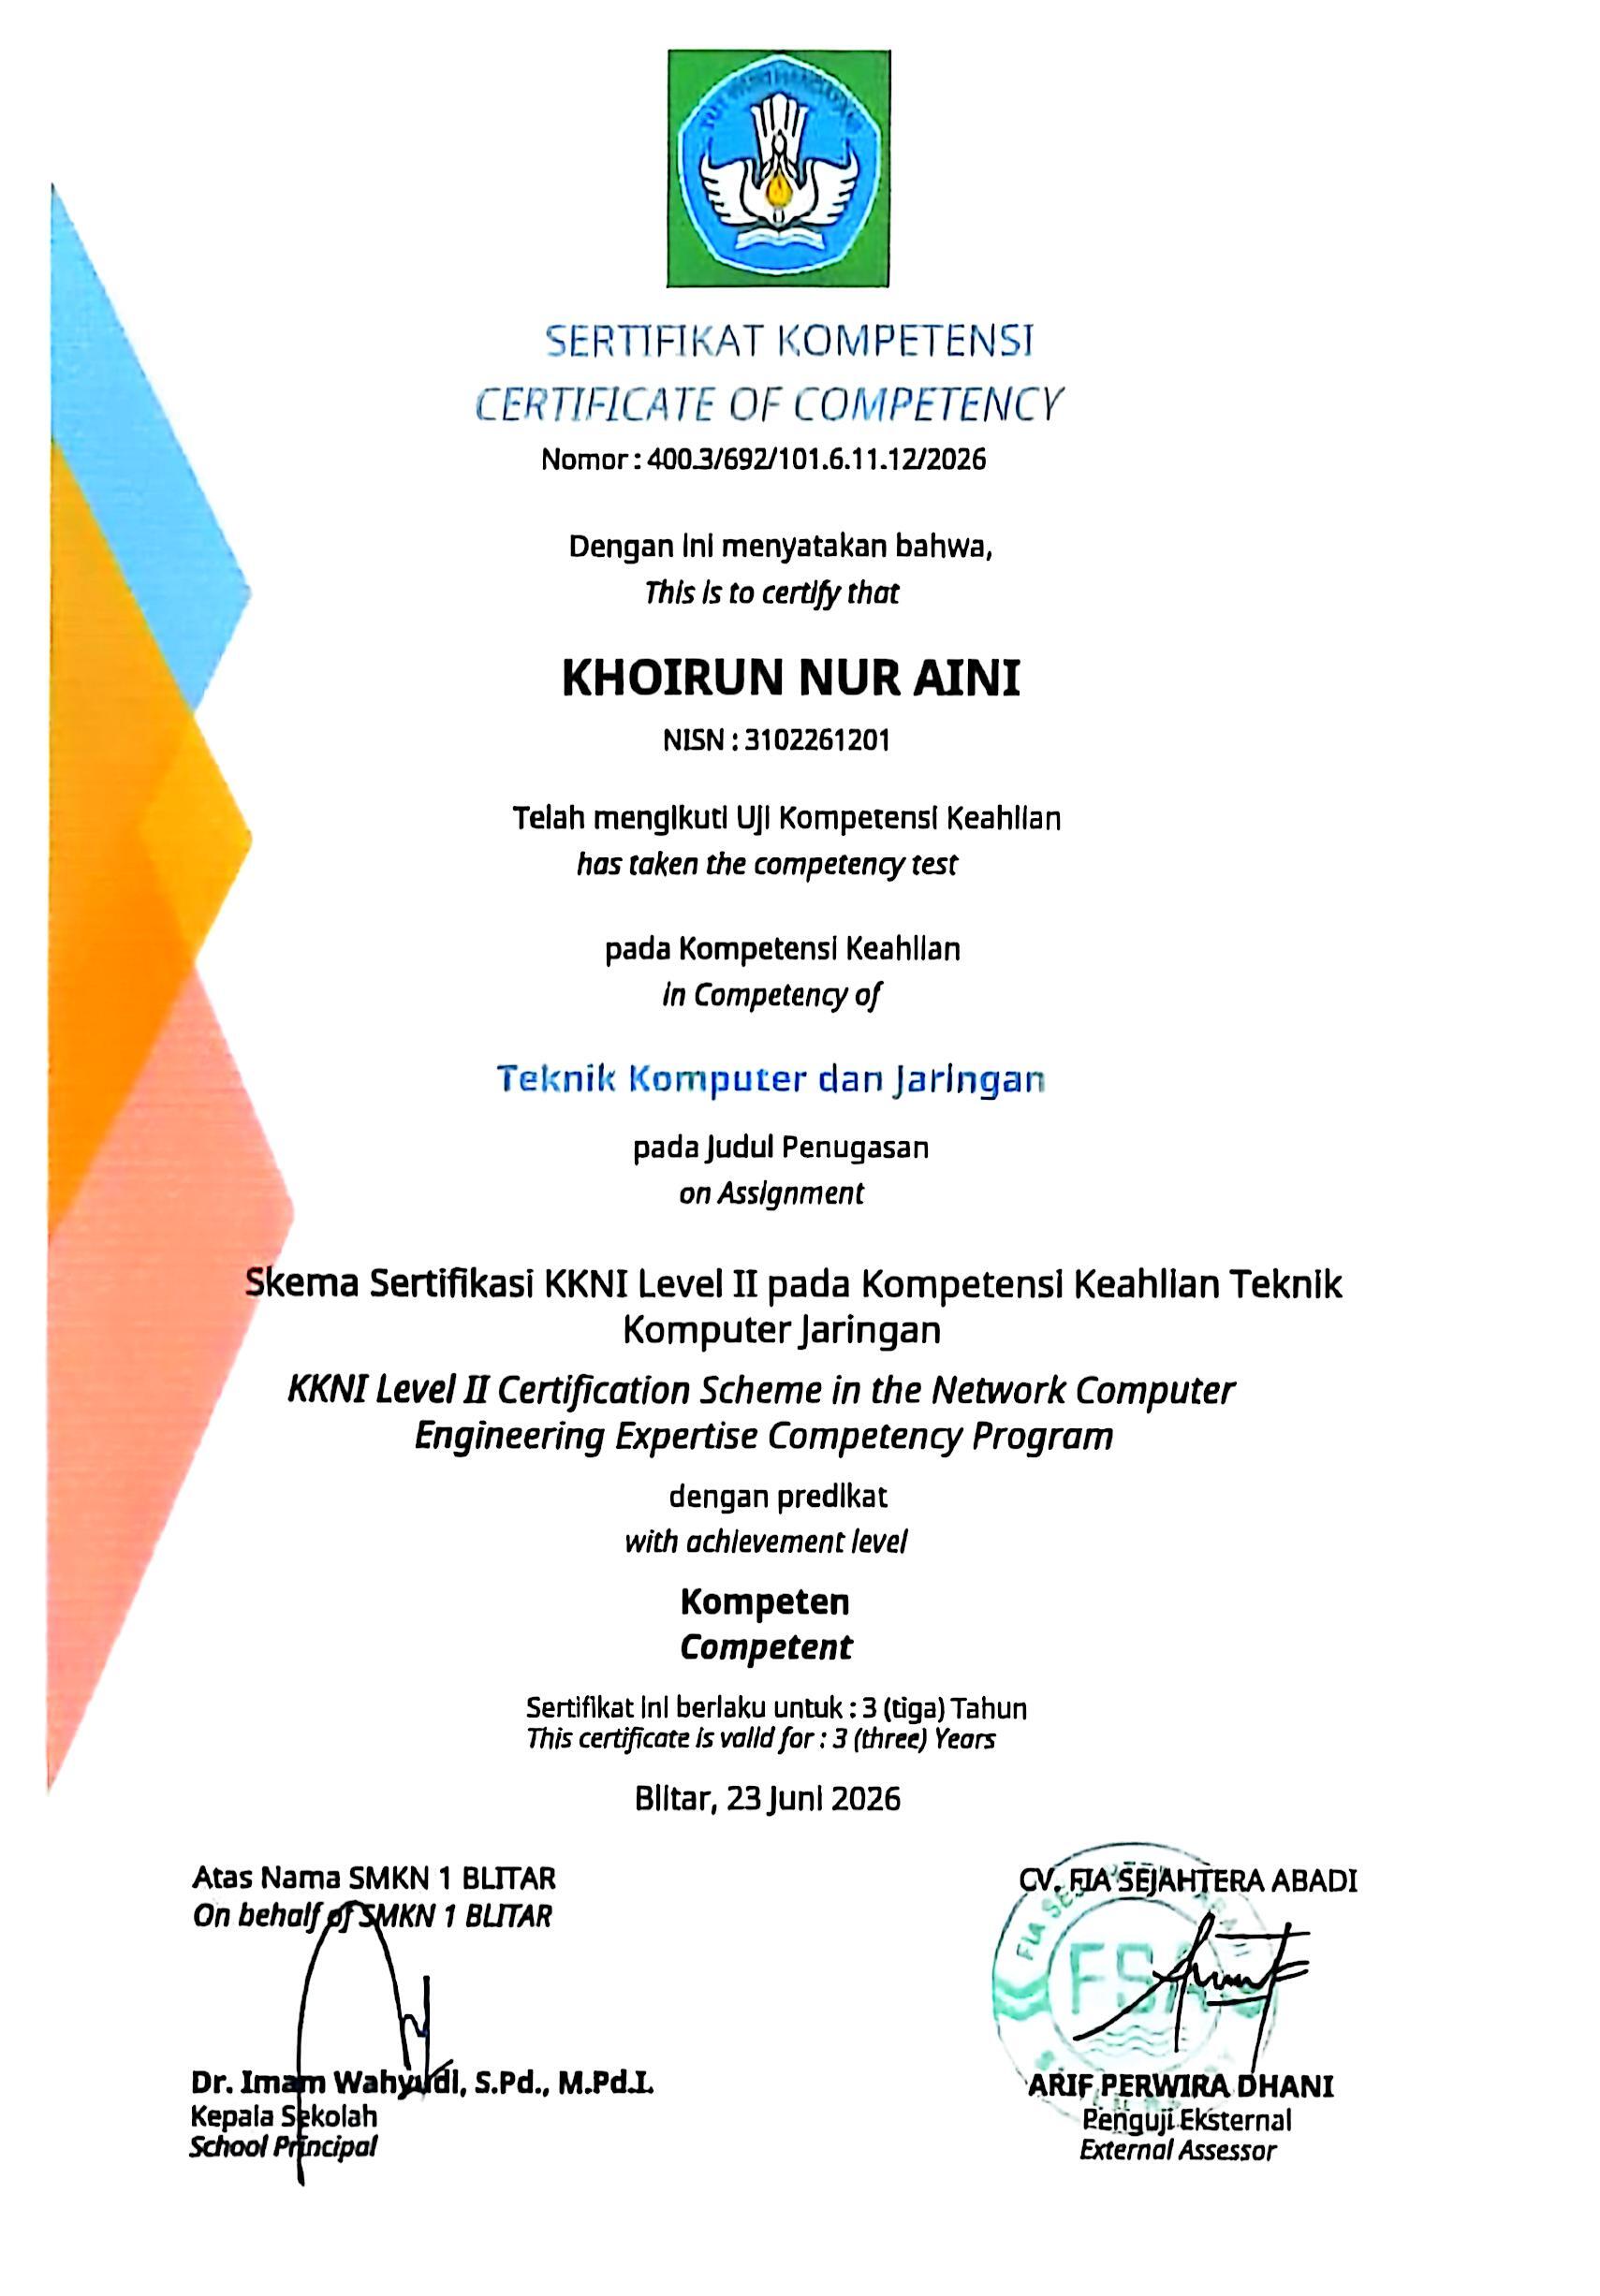 TUT WURI HANDAYANI
SERTIFIKAT KOMPETENSI
CERTIFICATE OF COMPETENCY
Nomor : 400.3/692/101.6.11.12/2026
Dengan ini menyatakan bahwa,
This is to certify that
KHOIRUN NUR AINI
NISN : 3102261201
Telah mengikuti Uji Kompetensi Keahlian
has taken the competency test
pada Kompetensi Keahlian
in Competency of
Teknik Komputer dan Jaringan
pada Judul Penugasan
on Assignment
Skema Sertifikasi KKNI Level II pada Kompetensi Keahlian Teknik
Komputer Jaringan
KKNI Level II Certification Scheme in the Network Computer
Engineering Expertise Competency Program
dengan predikat
with achievement level
Kompeten
Competent
Sertifikat ini berlaku untuk : 3 (tiga) Tahun
This certificate is valid for : 3 (three) Years
Blitar, 23 Juni 2026
Atas Nama SMKN 1 BLITAR
On behalf of SMKN 1 BLITAR
Dr. Imam Wahyudi, S.Pd., M.Pd.I.
Kepala Sekolah
School Principal
CV. FIA SEJAHTERA ABADI
FSA
ARIF PERWIRA DHANI
Penguji Eksternal
External Assessor